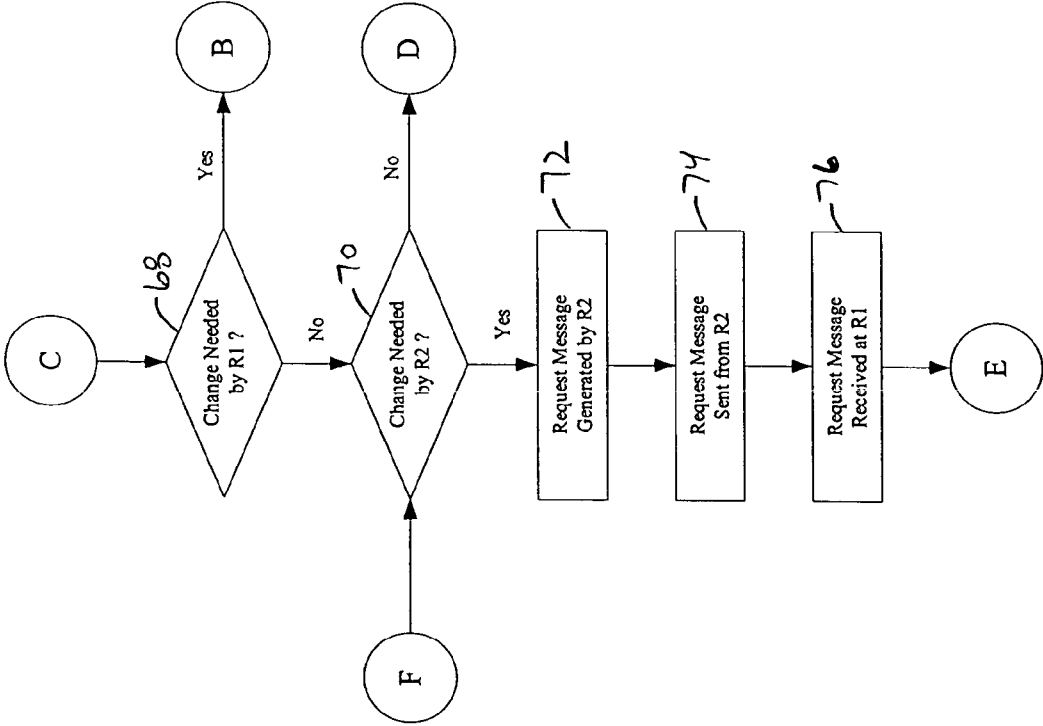 C
68
Change Needed
by R1 ?
Yes
B
No
70
F
Change Needed
by R2 ?
No
D
Yes
72
Request Message
Generated by R2
74
Request Message
Sent from R2
76
Request Message
Received at R1
E